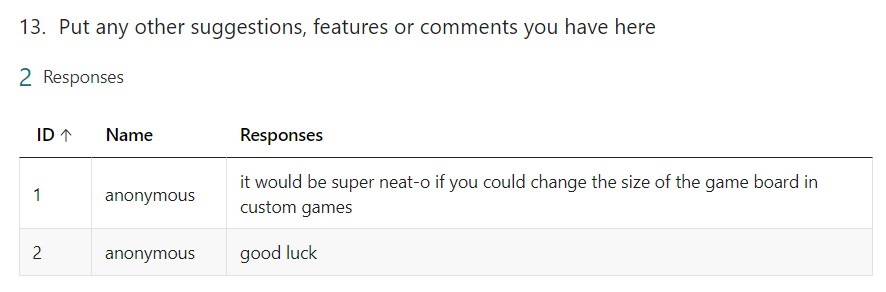 13. Put any other suggestions, features or comments you have here
2 Responses
ID ↑ Name Responses
1 anonymous it would be super neat-o if you could change the size of the game board in
custom games
2 anonymous good luck